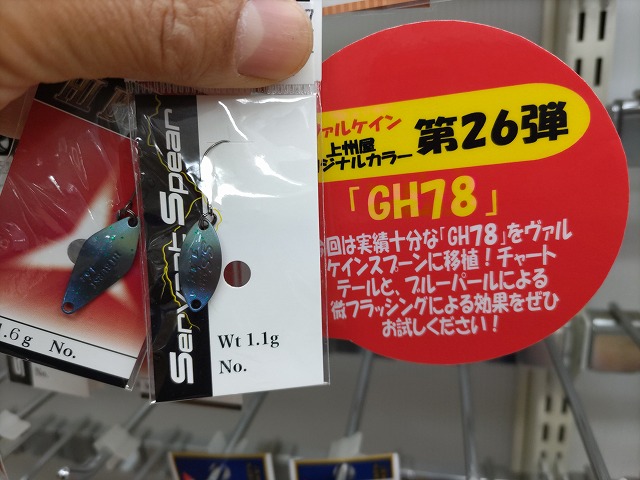 ヴァルケイン
上州屋
ジナルカラー
第26弾
「GH78」
回は実績十分な「GH78」をヴァル
ケインスプーンに移植!チャート
テールと、ブルーパールによる
微フラッシングによる効果をぜひ
お試しください!
Servant Spear
Wt 1.1g
No.
1.6g No.